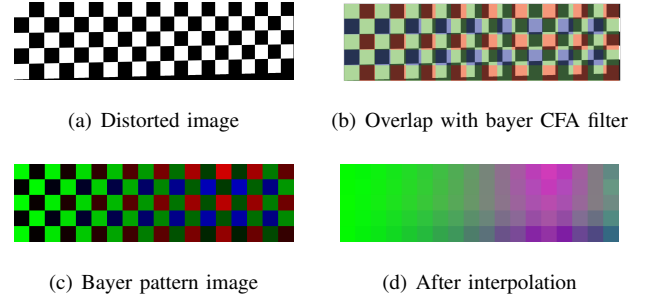 (a) Distorted image
(b) Overlap with bayer CFA filter
(c) Bayer pattern image
(d) After interpolation